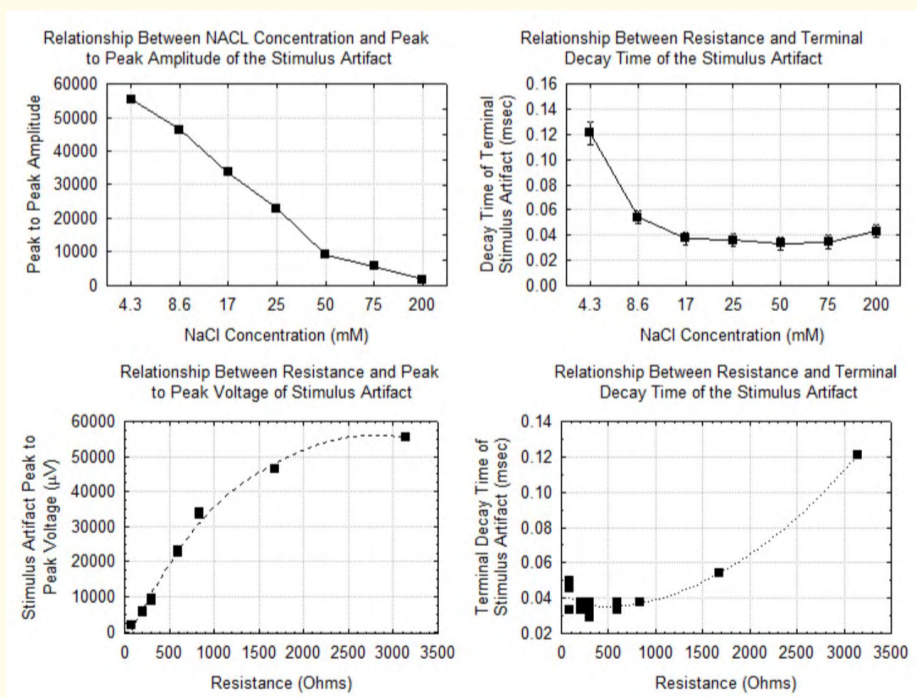 Relationship Between NACL Concentration and Peak
to Peak Amplitude of the Stimulus Artifact
60000
50000
40000
30000
20000
10000
0
Peak to Peak Amplitude
4.3 8.6 17 25 50 75 200
NaCl Concentration (mM)
Relationship Between Resistance and Terminal
Decay Time of the Stimulus Artifact
0.16
0.14
0.12
0.10
0.08
0.06
0.04
0.02
0.00
Decay Time of Terminal
Stimulus Artifact (msec)
4.3 8.6 17 25 50 75 200
NaCl Concentration (mM)
Relationship Between Resistance and Peak
to Peak Voltage of Stimulus Artifact
60000
50000
40000
30000
20000
10000
0
Stimulus Artifact Peak to
Peak Voltage (µV)
0 500 1000 1500 2000 2500 3000 3500
Resistance (Ohms)
Relationship Between Resistance and Terminal
Decay Time of the Stimulus Artifact
0.14
0.12
0.10
0.08
0.06
0.04
0.02
Terminal Decay Time of
Stimulus Artifact (msec)
0 500 1000 1500 2000 2500 3000 3500
Resistance (Ohms)